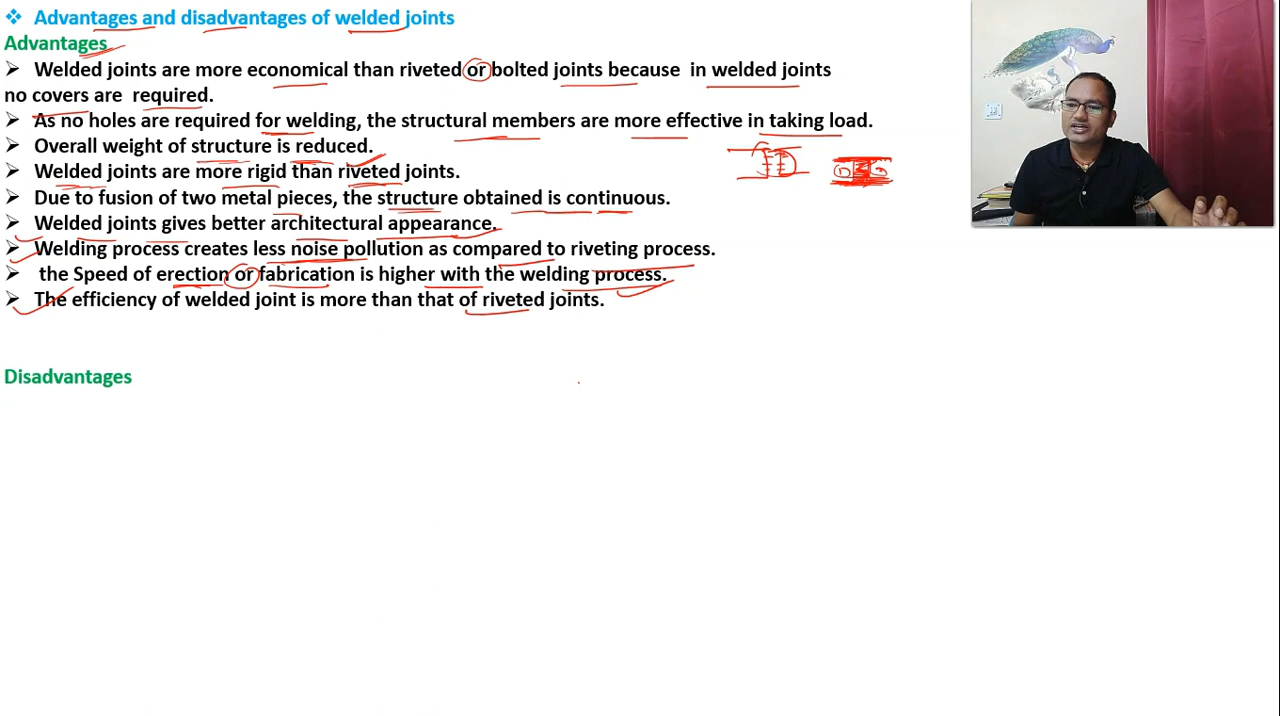 ❖ Advantages and disadvantages of welded joints
Advantages
➢ Welded joints are more economical than riveted or bolted joints because in welded joints
no covers are required.
➢ As no holes are required for welding, the structural members are more effective in taking load.
➢ Overall weight of structure is reduced.
➢ Welded joints are more rigid than riveted joints.
➢ Due to fusion of two metal pieces, the structure obtained is continuous.
➢ Welded joints gives better architectural appearance.
➢ Welding process creates less noise pollution as compared to riveting process.
➢ the Speed of erection or fabrication is higher with the welding process.
➢ The efficiency of welded joint is more than that of riveted joints.
Disadvantages